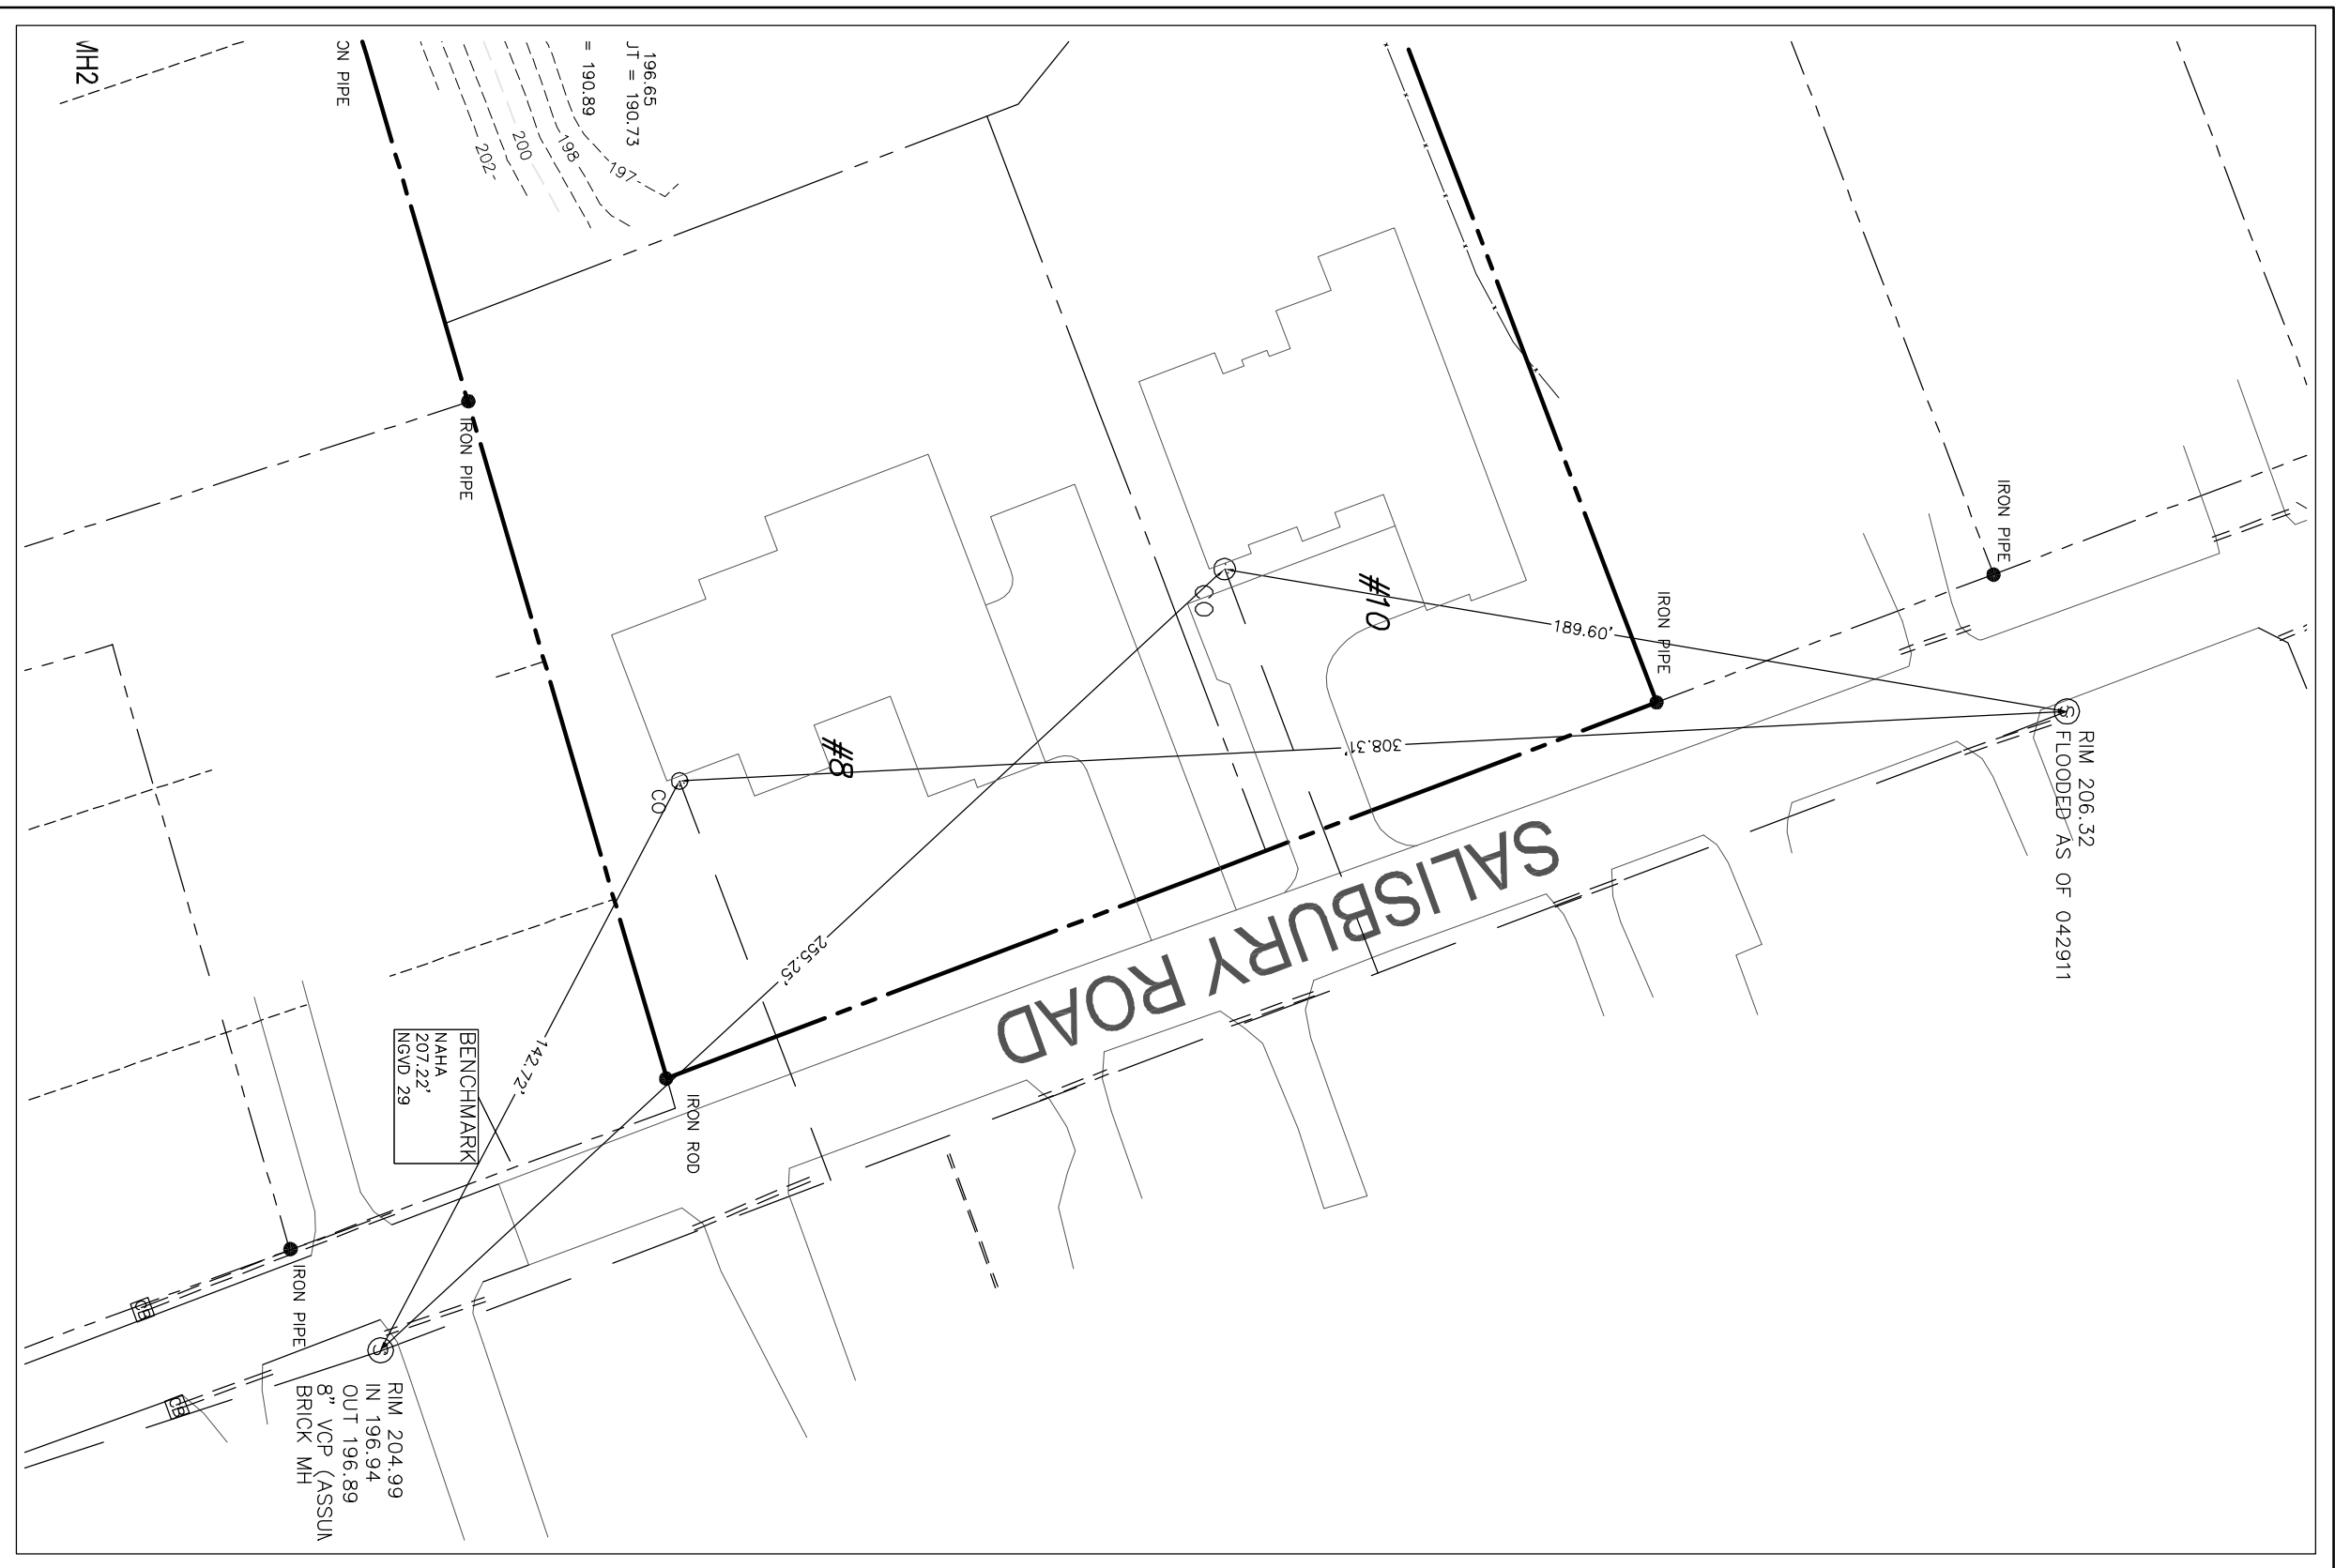 MH2
ON PIPE
196.65
UT = 190.73
= 190.89
197
198
200
202
IRON PIPE
IRON PIPE
IRON PIPE
#10
CO
189.60'
308.31'
RIM 206.32
FLOODED AS OF 042911
S
#8
CO
SALISBURY ROAD
255.25'
142.72'
BENCHMARK
NAHA
207.22'
NGVD 29
IRON ROD
IRON PIPE
CB
CB
S
RIM 204.99
IN 196.94
OUT 196.89
8" VCP (ASSUM
BRICK MH